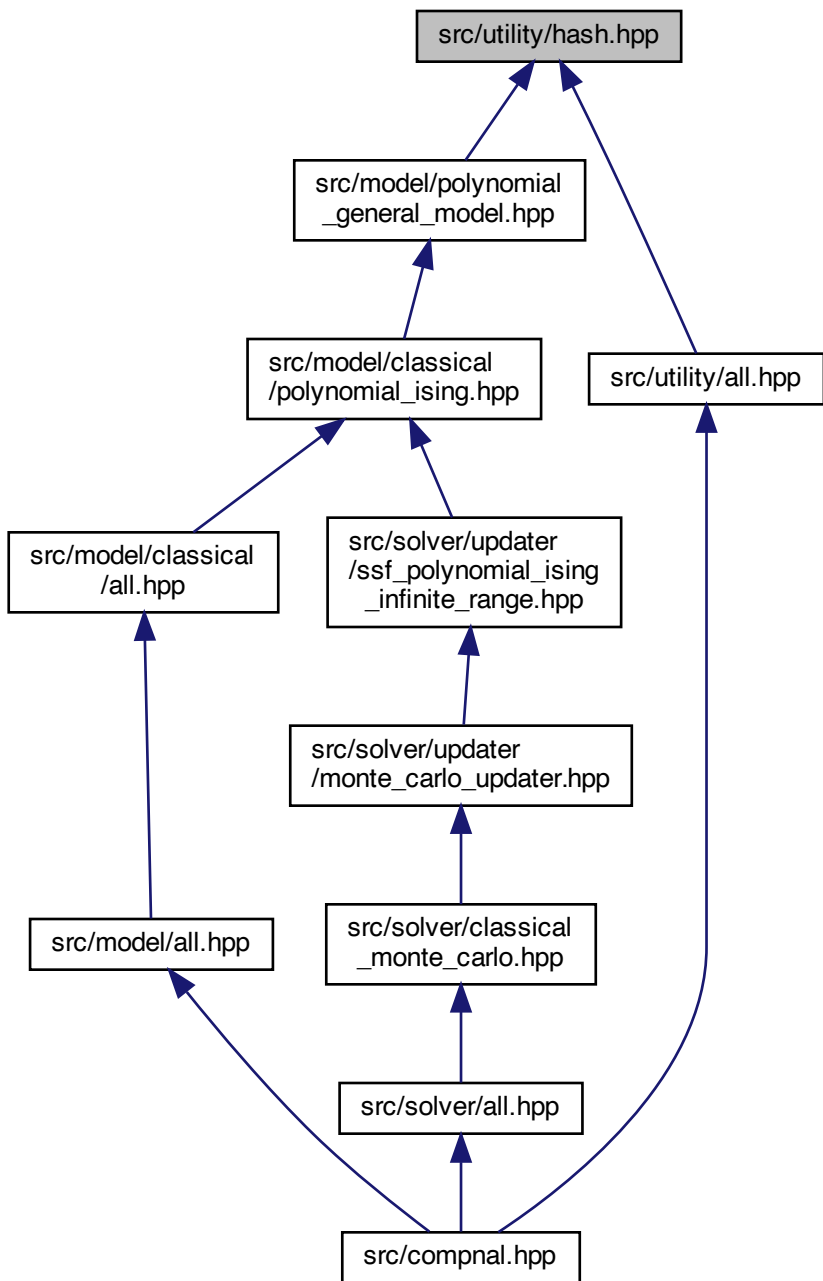 src/utility/hash.hpp
src/model/polynomial
_general_model.hpp
src/model/classical
/polynomial_ising.hpp
src/utility/all.hpp
src/model/classical
/all.hpp
src/solver/updater
/ssf_polynomial_ising
_infinite_range.hpp
src/solver/updater
/monte_carlo_updater.hpp
src/model/all.hpp
src/solver/classical
_monte_carlo.hpp
src/solver/all.hpp
src/compnal.hpp